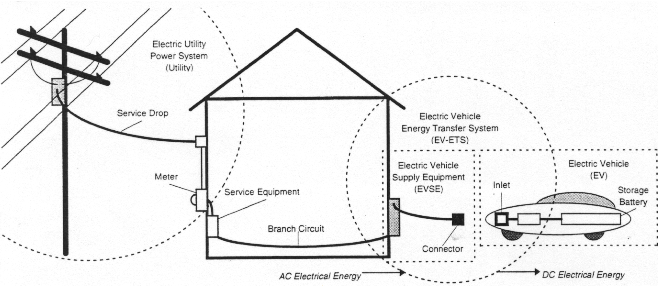 Electric Utility
Power System
(Utility)
Service Drop
Electric Vehicle
Energy Transfer System
(EV-ETS)
Electric Vehicle
Supply Equipment
(EVSE)
Electric Vehicle
(EV)
Inlet
Storage
Battery
Meter
Service Equipment
Branch Circuit
Connector
AC Electrical Energy
DC Electrical Energy